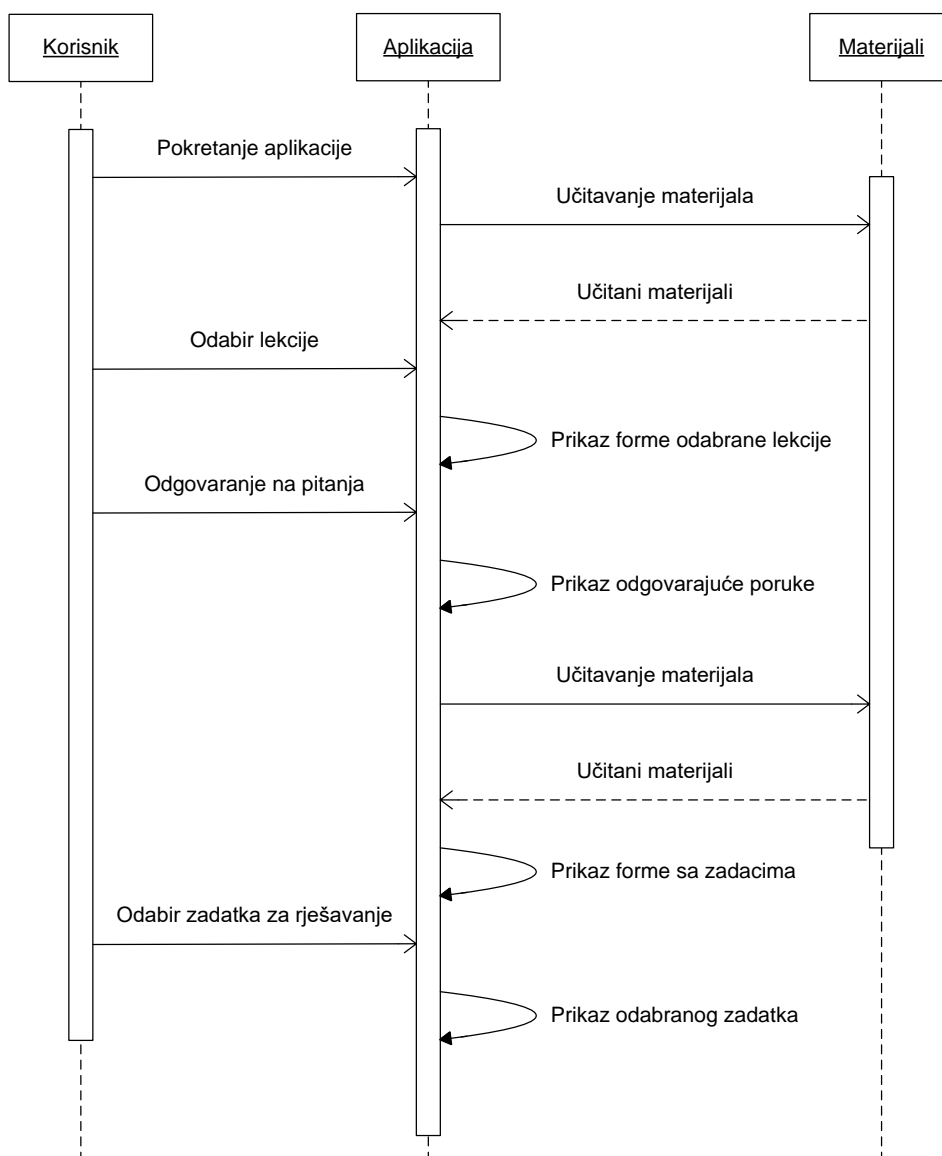 Korisnik
Aplikacija
Materijali
Pokretanje aplikacije
Učitavanje materijala
Učitani materijali
Odabir lekcije
Prikaz forme odabrane lekcije
Odgovaranje na pitanja
Prikaz odgovarajuće poruke
Učitavanje materijala
Učitani materijali
Prikaz forme sa zadacima
Odabir zadatka za rješavanje
Prikaz odabranog zadatka